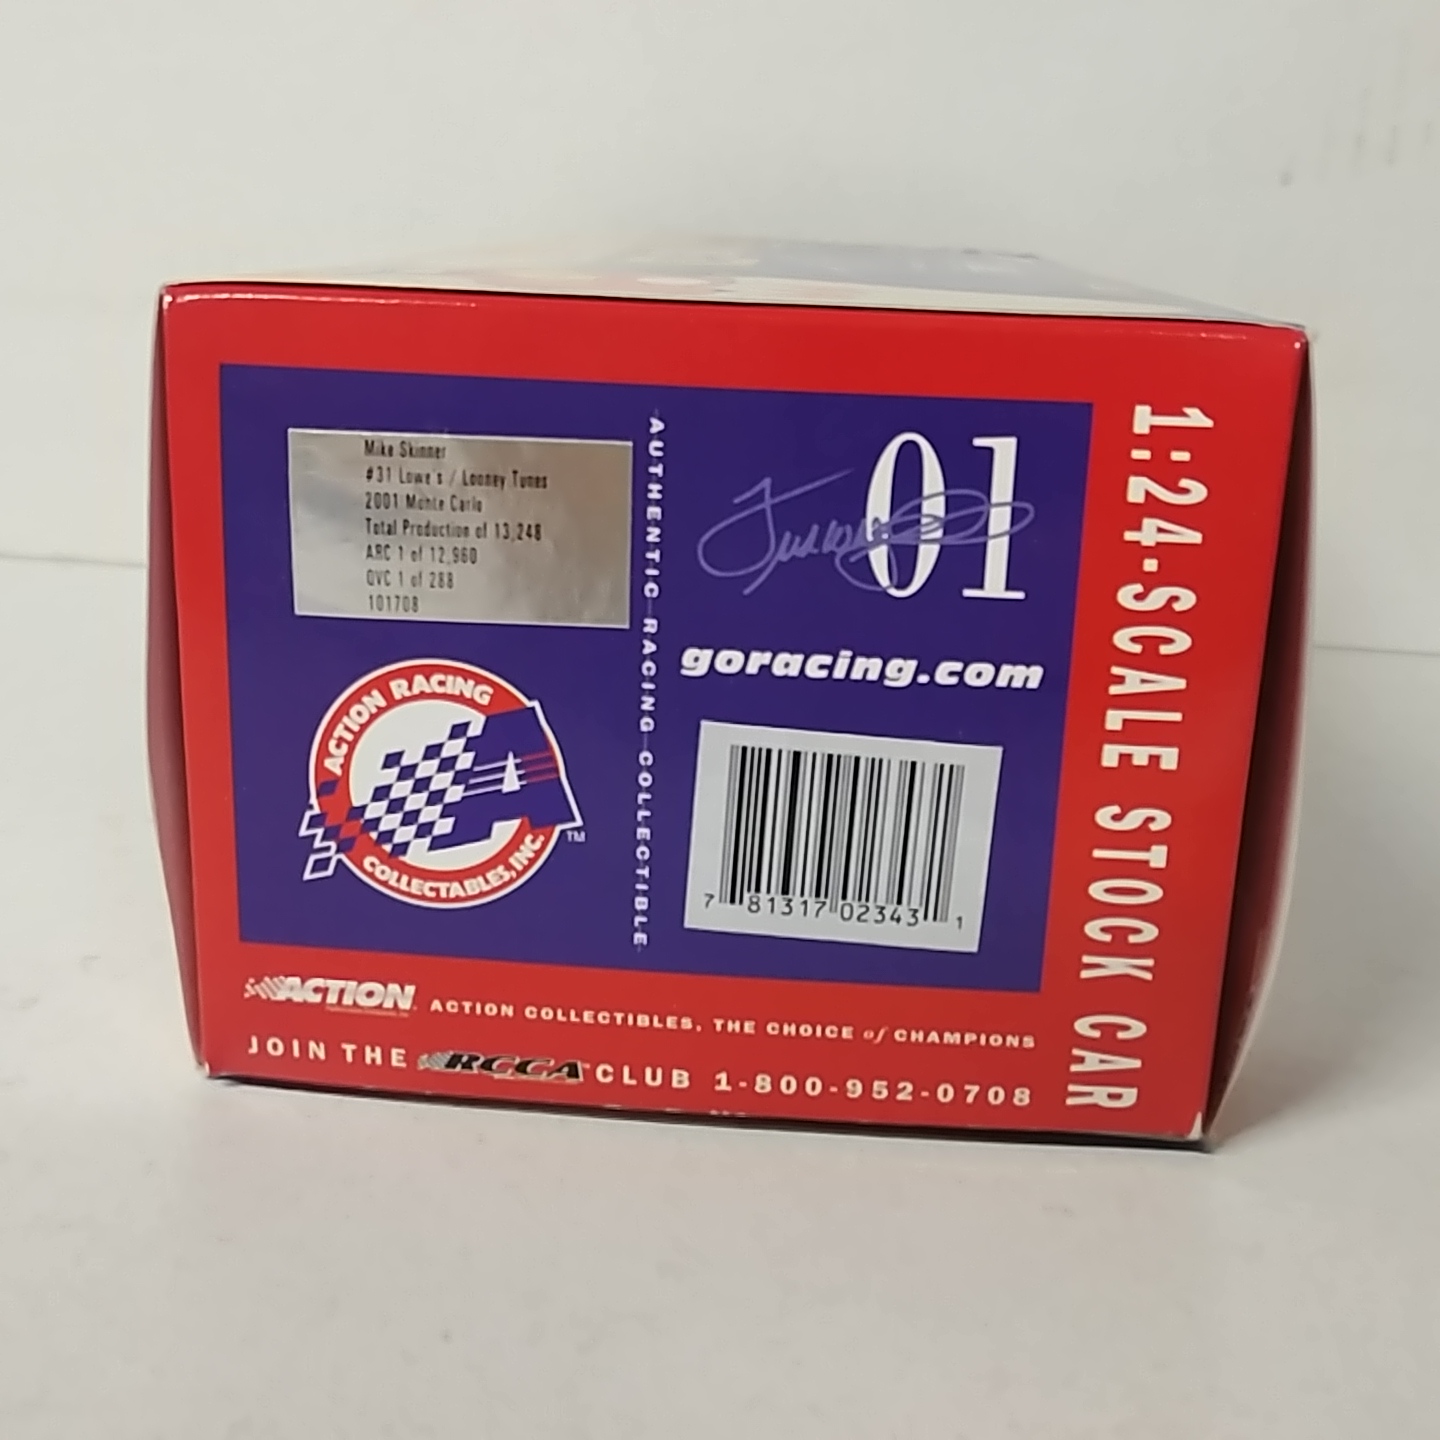 Mike Skinner
#31 Lowe's / Looney Tunes
2001 Monte Carlo
Total Production of 13,248
ARC 1 of 12,960
QVC 1 of 288
101708
AUTHENTIC RACING COLLECTIBLE
01
goracing.com
7 81317 02343 1
ACTION RACING
COLLECTABLES, INC.
TM
1:24-SCALE STOCK CAR
ACTION
ACTION COLLECTIBLES, THE CHOICE of CHAMPIONS
JOIN THE RCCA CLUB 1-800-952-0708